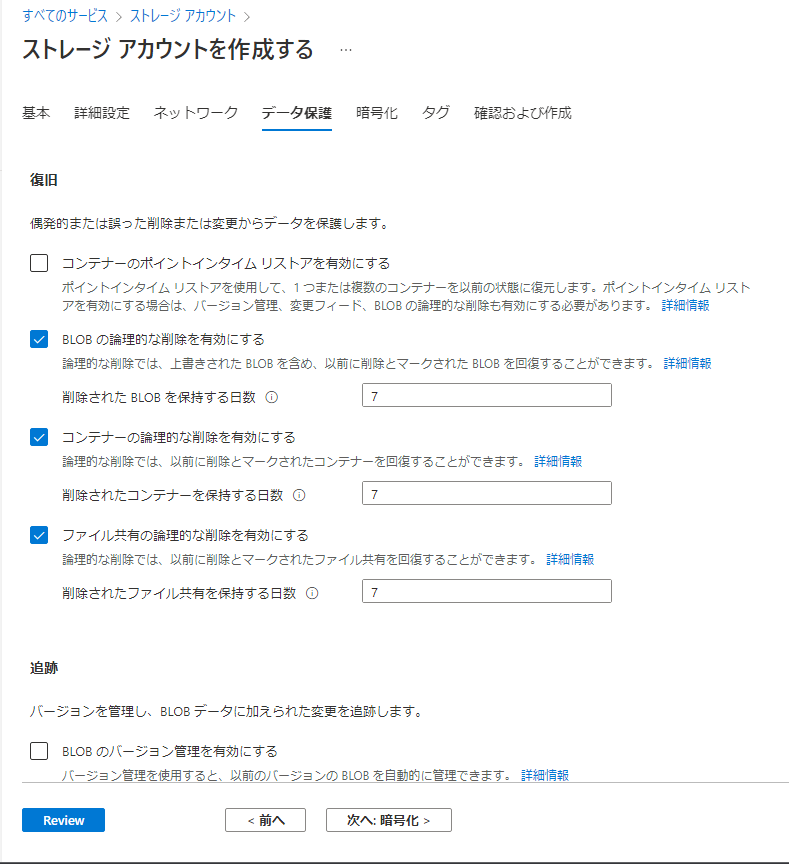 すべてのサービス > ストレージ アカウント >
ストレージ アカウントを作成する ...
基本 詳細設定 ネットワーク データ保護 暗号化 タグ 確認および作成
復旧
偶発的または誤った削除または変更からデータを保護します。
コンテナーのポイントインタイム リストアを有効にする
ポイントインタイム リストアを使用して、1 つまたは複数のコンテナーを以前の状態に復元します。ポイントインタイム リスト
アを有効にする場合は、バージョン管理、変更フィード、BLOB の論理的な削除も有効にする必要があります。 詳細情報
BLOB の論理的な削除を有効にする
論理的な削除では、上書きされた BLOB を含め、以前に削除とマークされた BLOB を回復することができます。 詳細情報
削除された BLOB を保持する日数 7
コンテナーの論理的な削除を有効にする
論理的な削除では、以前に削除とマークされたコンテナーを回復することができます。 詳細情報
削除されたコンテナーを保持する日数 7
ファイル共有の論理的な削除を有効にする
論理的な削除では、以前に削除とマークされたファイル共有を回復することができます。 詳細情報
削除されたファイル共有を保持する日数 7
追跡
バージョンを管理し、BLOB データに加えられた変更を追跡します。
BLOB のバージョン管理を有効にする
バージョン管理を使用すると、以前のバージョンの BLOB を自動的に管理できます。 詳細情報
Review < 前へ 次へ: 暗号化 >